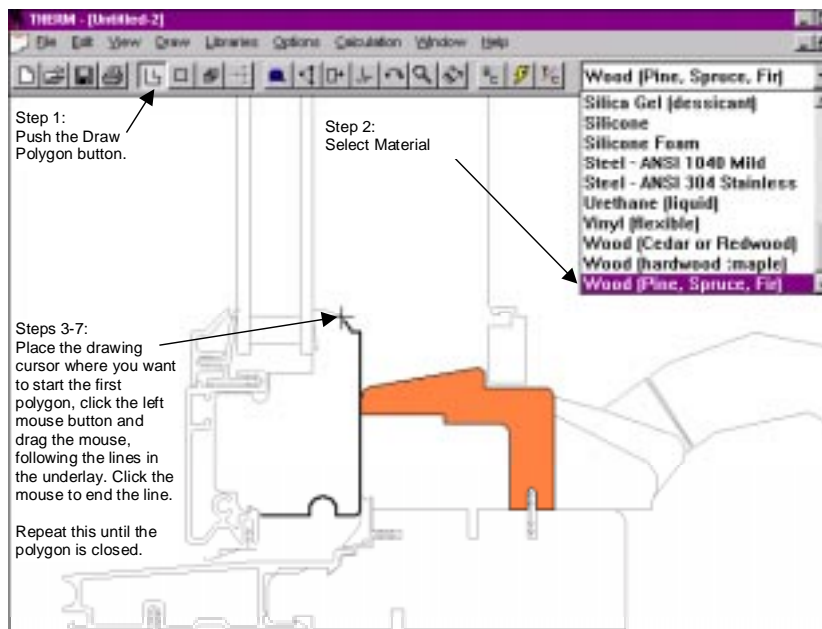 THERM - [Untitled-2]
File Edit View Draw Libraries Options Calculation Window Help
Wood (Pine, Spruce, Fir)
Step 1:
Push the Draw
Polygon button.
Step 2:
Select Material
Silica Gel (dessicant)
Silicone
Silicone Foam
Steel - ANSI 1040 Mild
Steel - ANSI 304 Stainless
Urethane (liquid)
Vinyl (flexible)
Wood (Cedar or Redwood)
Wood (hardwood :maple)
Wood (Pine, Spruce, Fir)
Steps 3-7:
Place the drawing
cursor where you want
to start the first
polygon, click the left
mouse button and
drag the mouse,
following the lines in
the underlay. Click the
mouse to end the line.
Repeat this until the
polygon is closed.